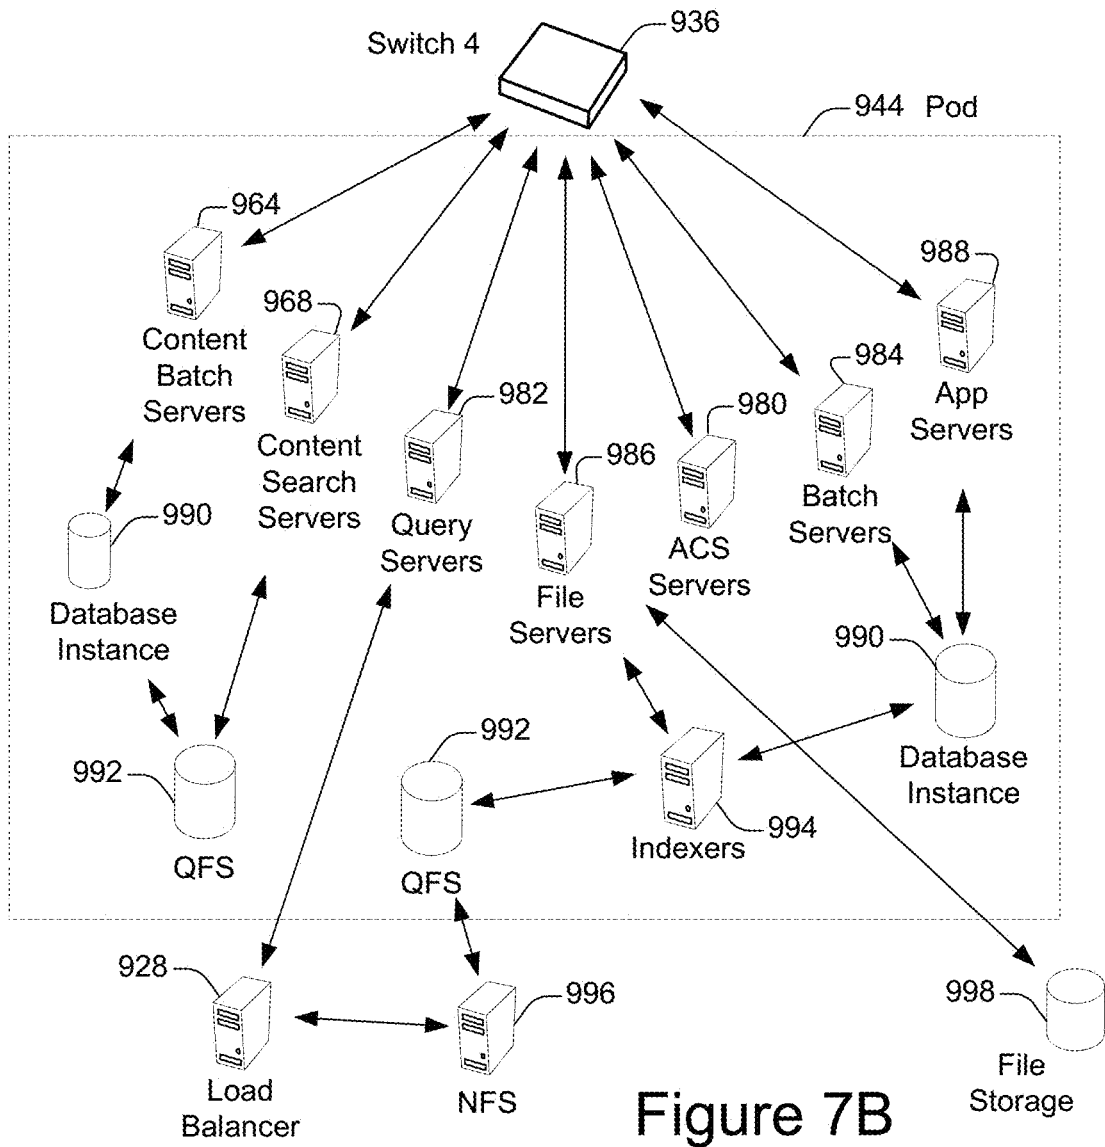 936
Switch 4
944 Pod
964
988
968
Content
Batch
Servers
984
982
980
App
Servers
Content
Search
Servers
986
990
Query
Servers
Batch
Servers
ACS
Servers
File
Servers
Database
Instance
990
992
992
Database
Instance
994
Indexers
QFS
QFS
928
996
998
Load
Balancer
NFS
File
Storage
Figure 7B